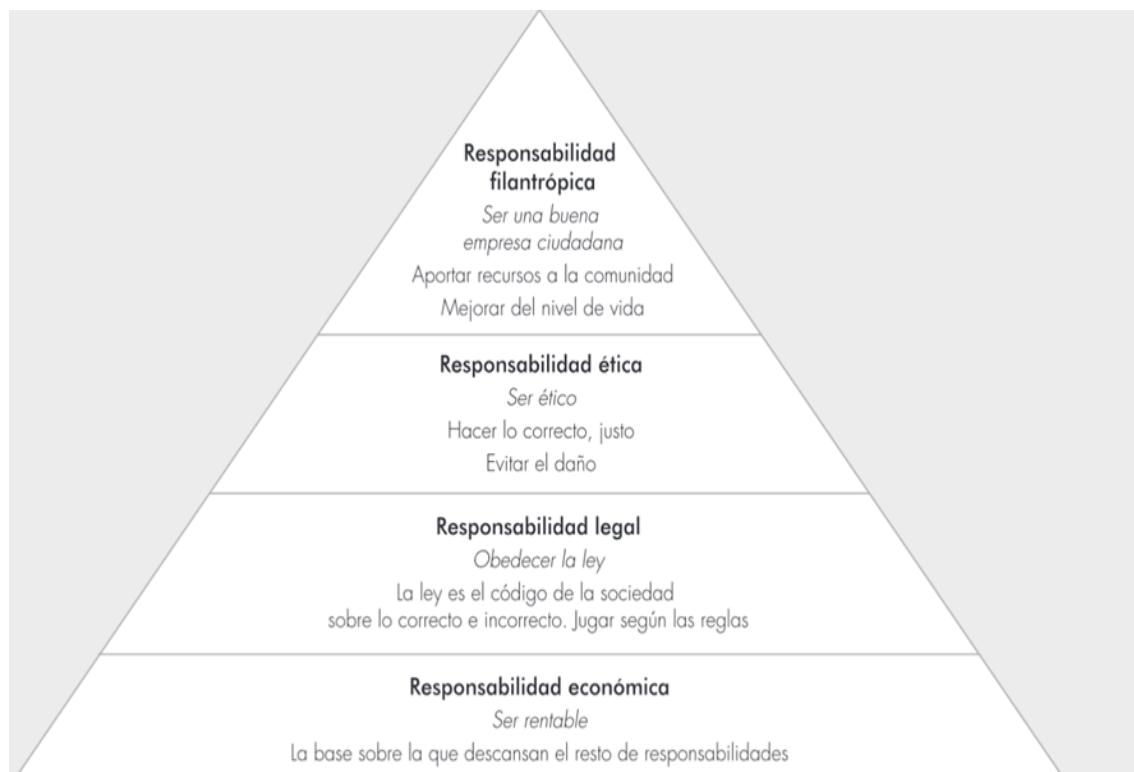 Responsabilidad
filantrópica
Ser una buena
empresa ciudadana
Aportar recursos a la comunidad
Mejorar del nivel de vida
Responsabilidad ética
Ser ético
Hacer lo correcto, justo
Evitar el daño
Responsabilidad legal
Obedecer la ley
La ley es el código de la sociedad
sobre lo correcto e incorrecto. Jugar según las reglas
Responsabilidad económica
Ser rentable
La base sobre la que descansan el resto de responsabilidades